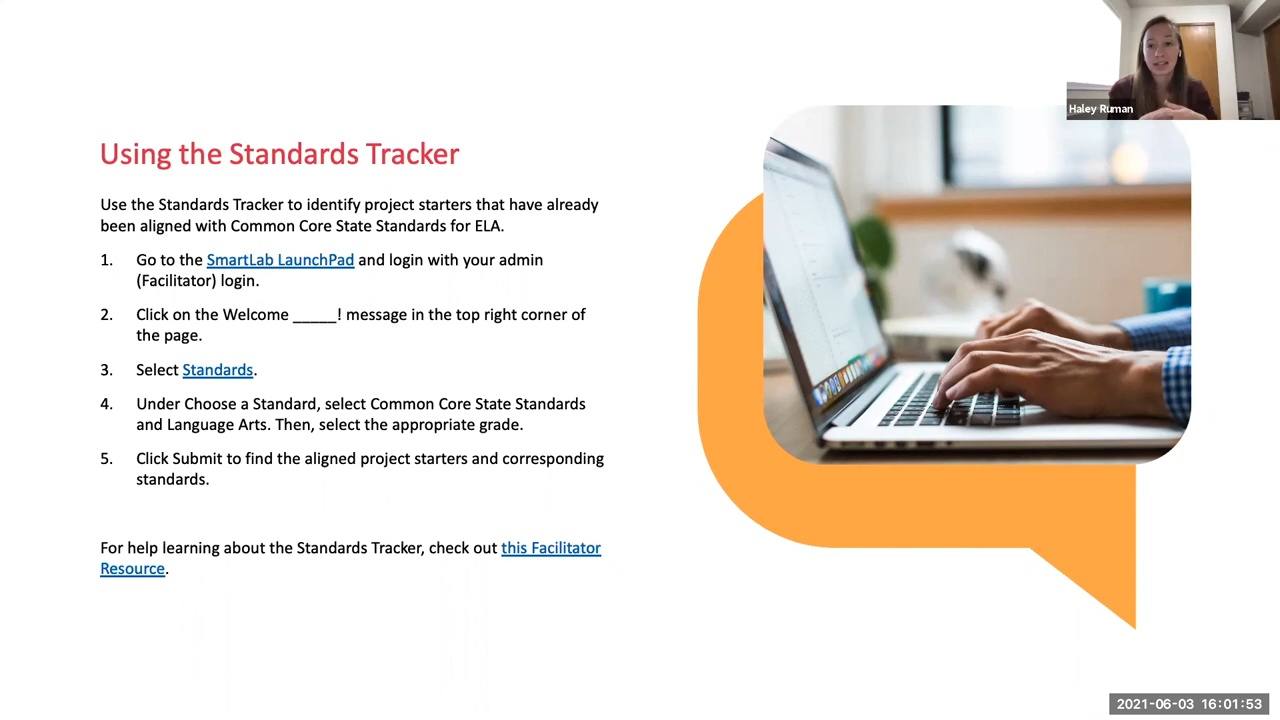 Haley Ruman
Using the Standards Tracker
Use the Standards Tracker to identify project starters that have already
been aligned with Common Core State Standards for ELA.
1. Go to the SmartLab LaunchPad and login with your admin
(Facilitator) login.
2. Click on the Welcome _____! message in the top right corner of
the page.
3. Select Standards.
4. Under Choose a Standard, select Common Core State Standards
and Language Arts. Then, select the appropriate grade.
5. Click Submit to find the aligned project starters and corresponding
standards.
For help learning about the Standards Tracker, check out this Facilitator
Resource.
2021-06-03 16:01:53